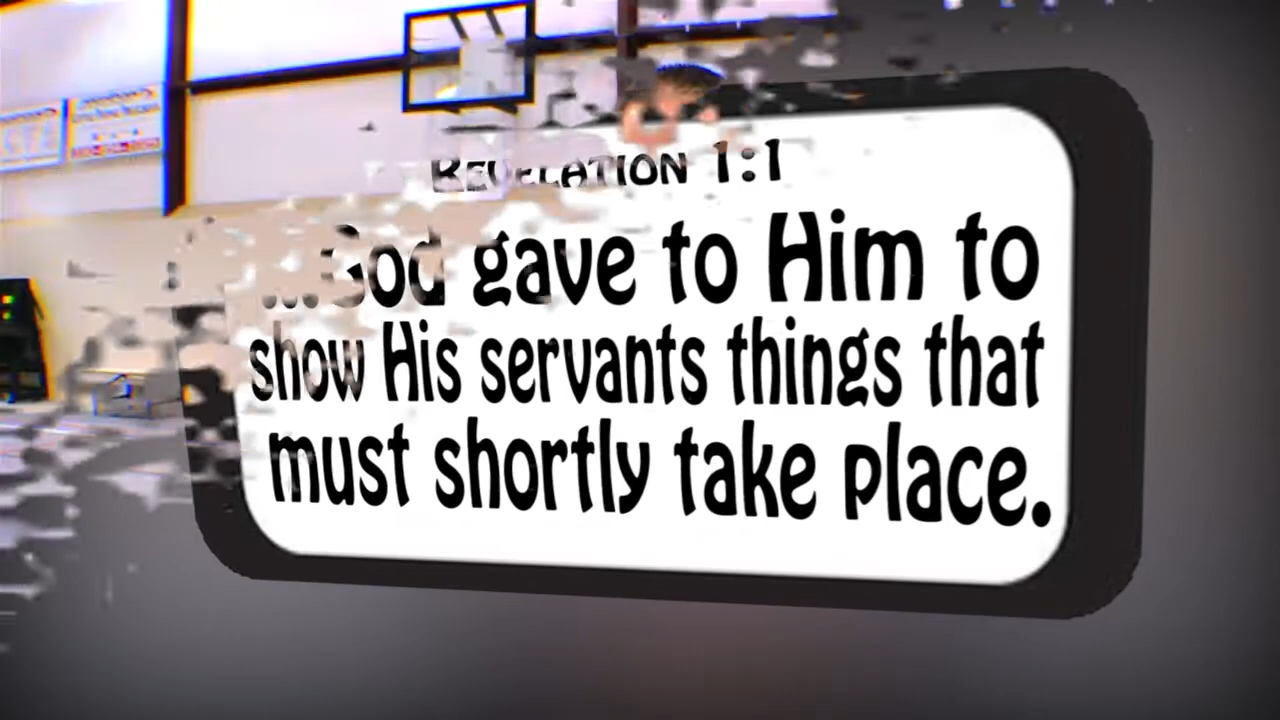 Revelation 1:1
...God gave to Him to
show His servants things that
must shortly take place.